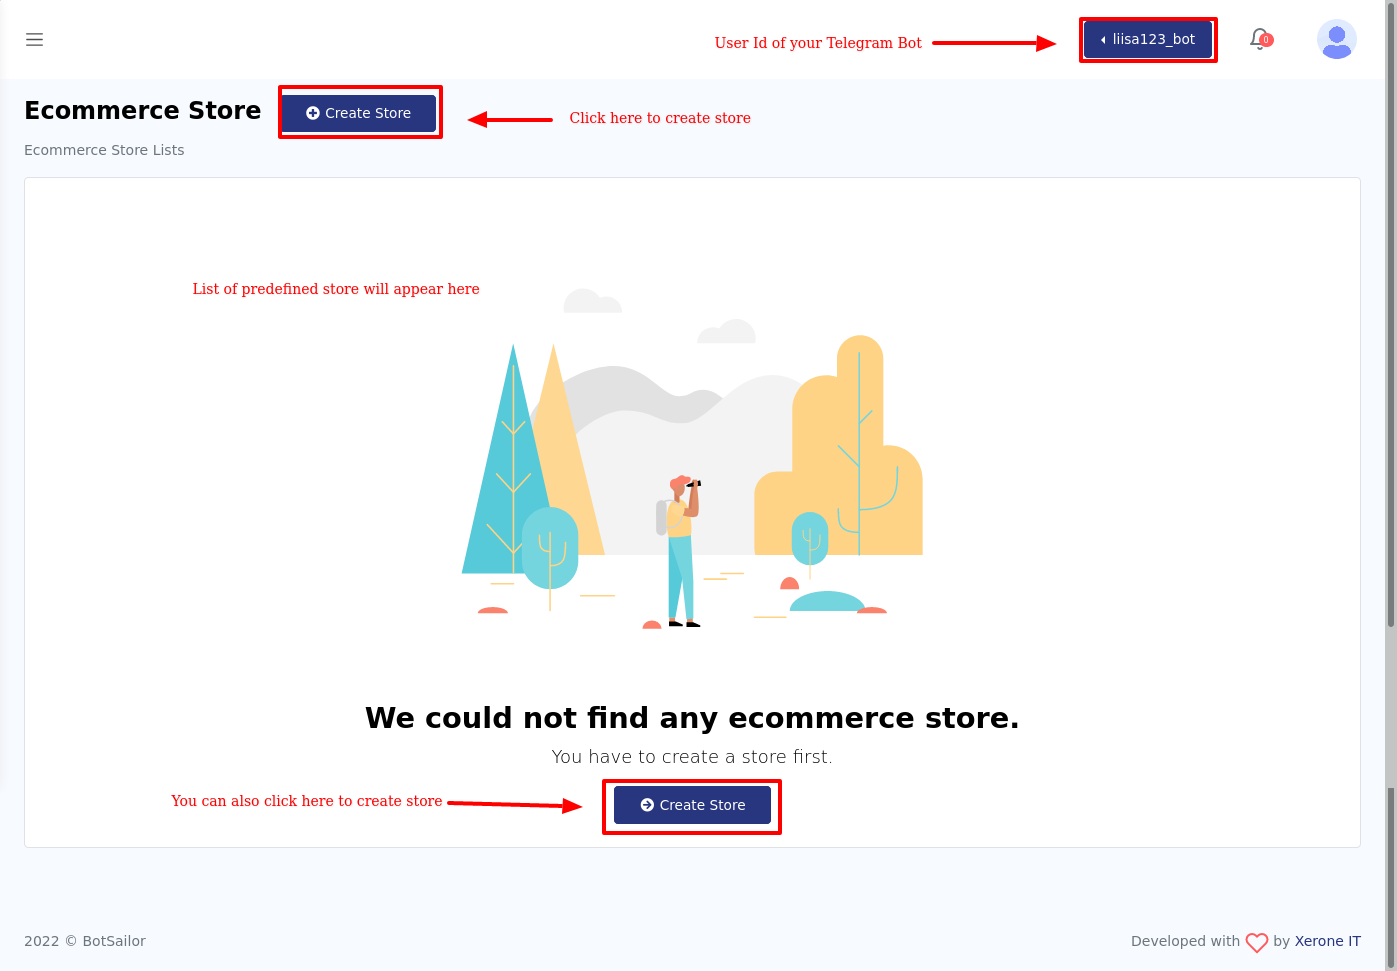 User Id of your Telegram Bot
liisa123_bot
0
Ecommerce Store
Create Store
Click here to create store
Ecommerce Store Lists
List of predefined store will appear here
We could not find any ecommerce store.
You have to create a store first.
You can also click here to create store
Create Store
2022 © BotSailor
Developed with by Xerone IT